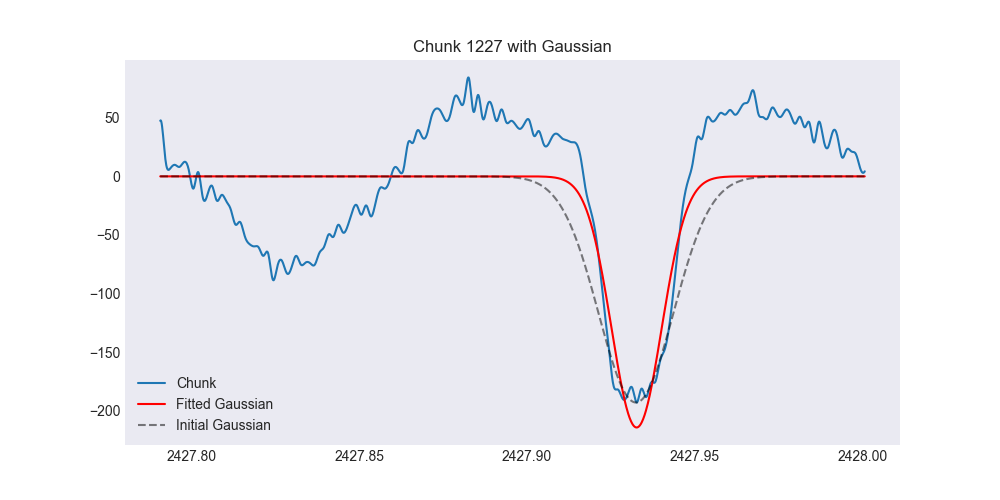 Chunk 1227 with Gaussian
50
0
−50
−100
−150
−200
Chunk
Fitted Gaussian
Initial Gaussian
2427.80 2427.85 2427.90 2427.95 2428.00